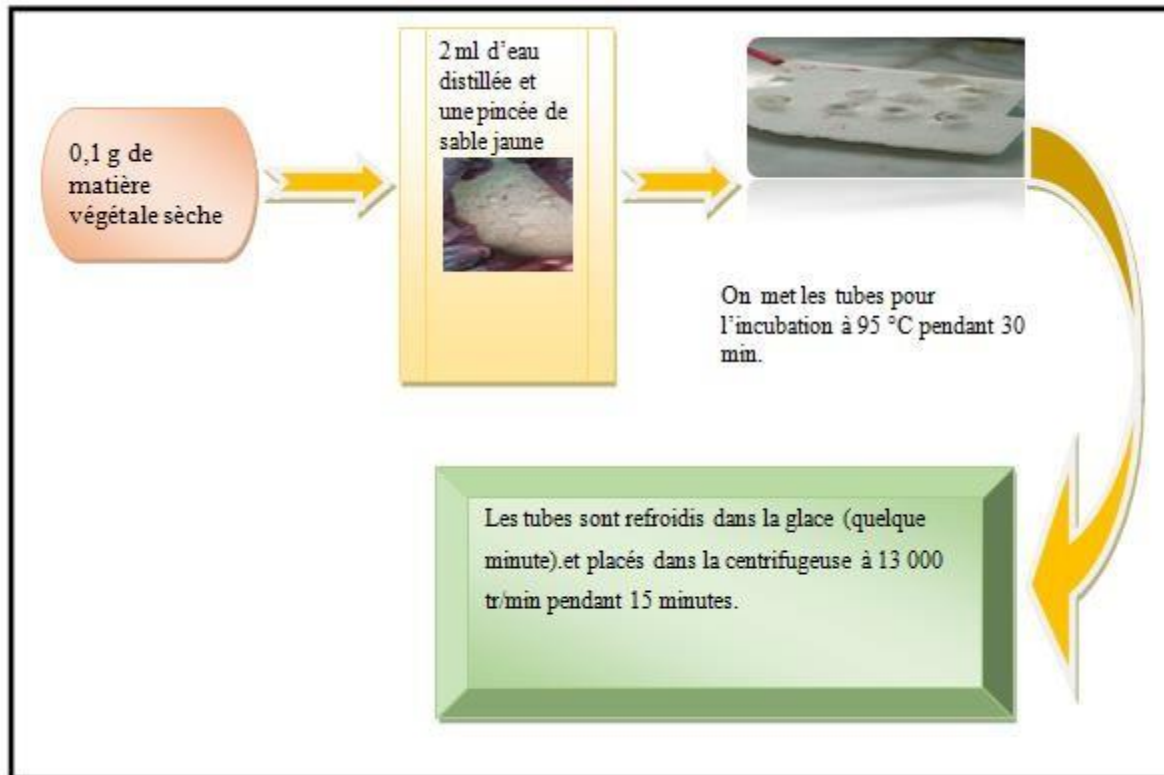 0,1 g de
matière
végétale sèche
2 ml d’eau
distillée et
une pincée de
sable jaune
On met les tubes pour
l’incubation à 95 °C pendant 30
min.
Les tubes sont refroidis dans la glace (quelque
minute).et placés dans la centrifugeuse à 13 000
tr/min pendant 15 minutes.